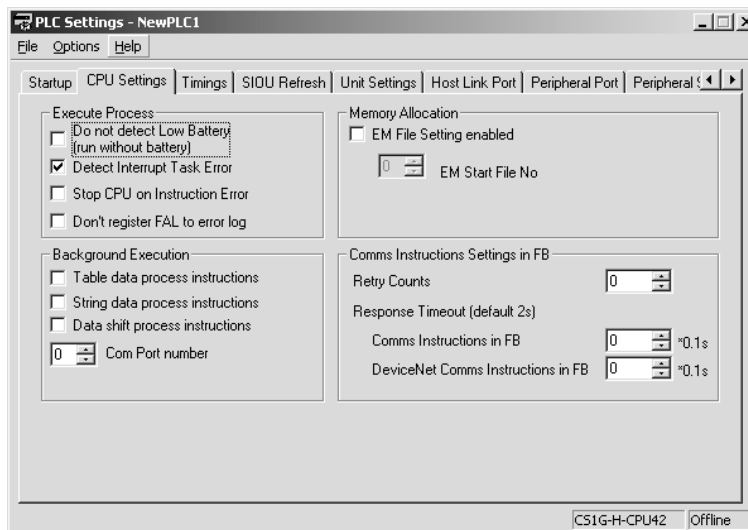 PLC Settings - NewPLC1
File Options Help
Startup CPU Settings Timings SIOU Refresh Unit Settings Host Link Port Peripheral Port Peripheral
Execute Process
Do not detect Low Battery
(run without battery)
Detect Interrupt Task Error
Stop CPU on Instruction Error
Don't register FAL to error log
Memory Allocation
EM File Setting enabled
0 EM Start File No
Background Execution
Table data process instructions
String data process instructions
Data shift process instructions
0 Com Port number
Comms Instructions Settings in FB
Retry Counts 0
Response Timeout (default 2s)
Comms Instructions in FB 0 *0.1s
DeviceNet Comms Instructions in FB 0 *0.1s
CS1G-H-CPU42 Offline